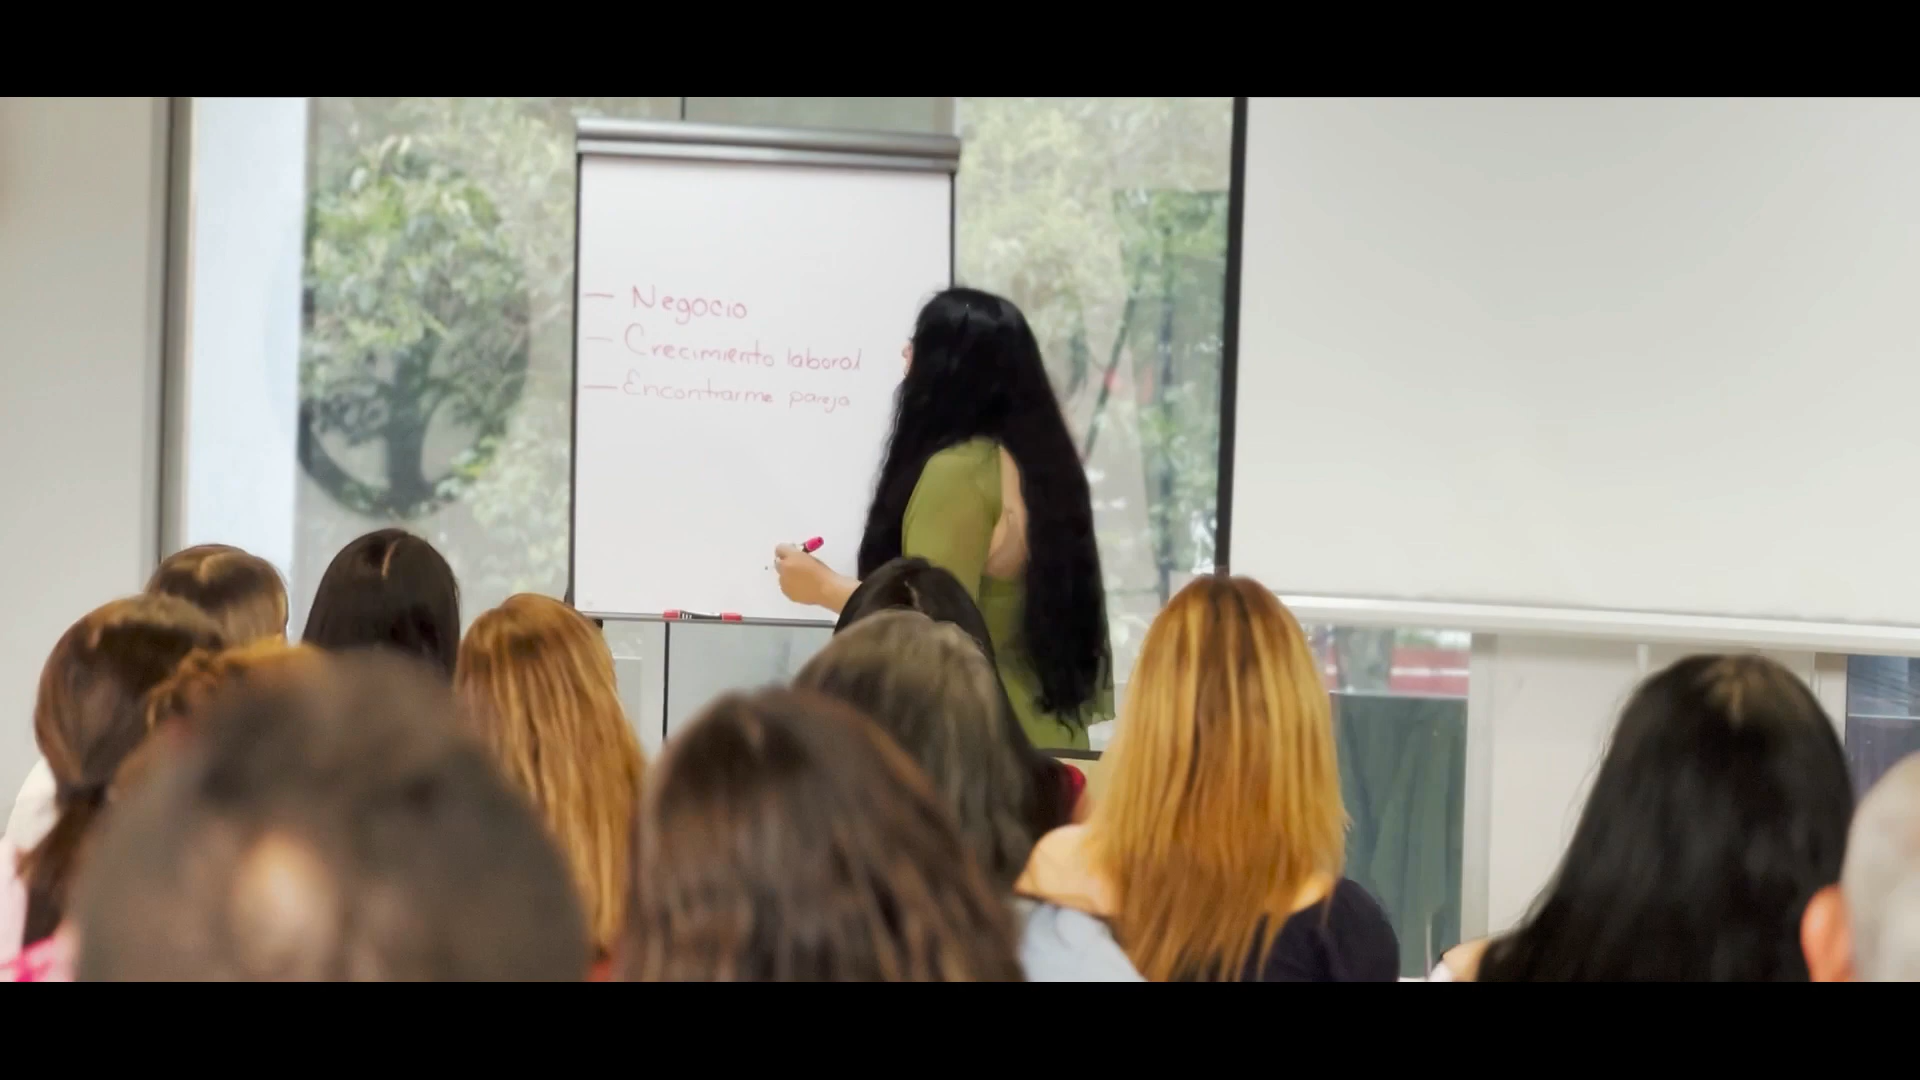 — Negocio
— Crecimiento laboral
— Encontrarme pareja